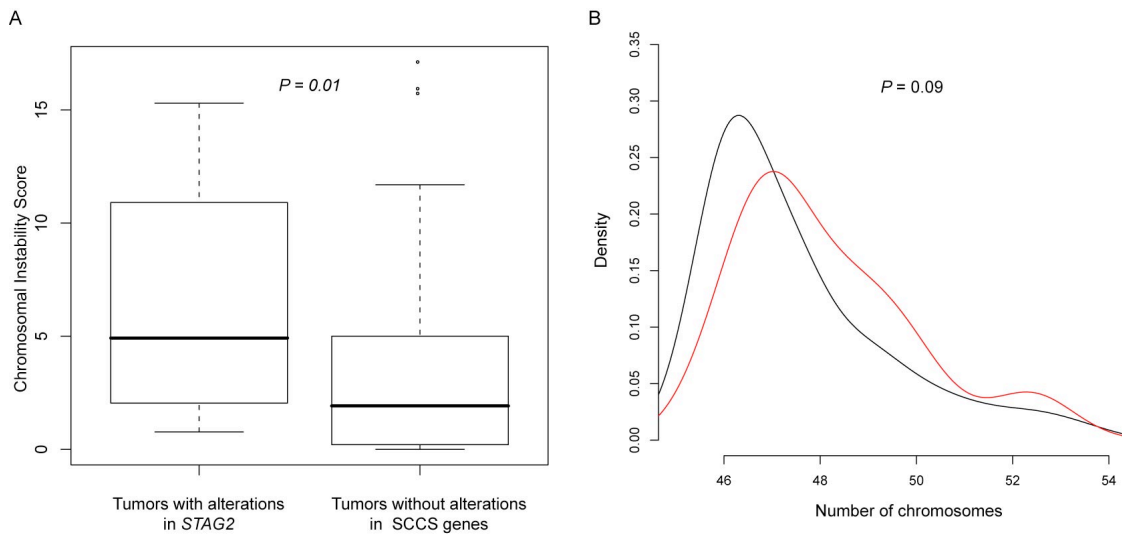 A
P = 0.01
Chromosomal Instability Score
15
10
5
0
Tumors with alterations
in STAG2
Tumors without alterations
in SCCS genes
B
P = 0.09
Density
0.35
0.30
0.25
0.20
0.15
0.10
0.05
0.00
46
48
50
52
54
Number of chromosomes